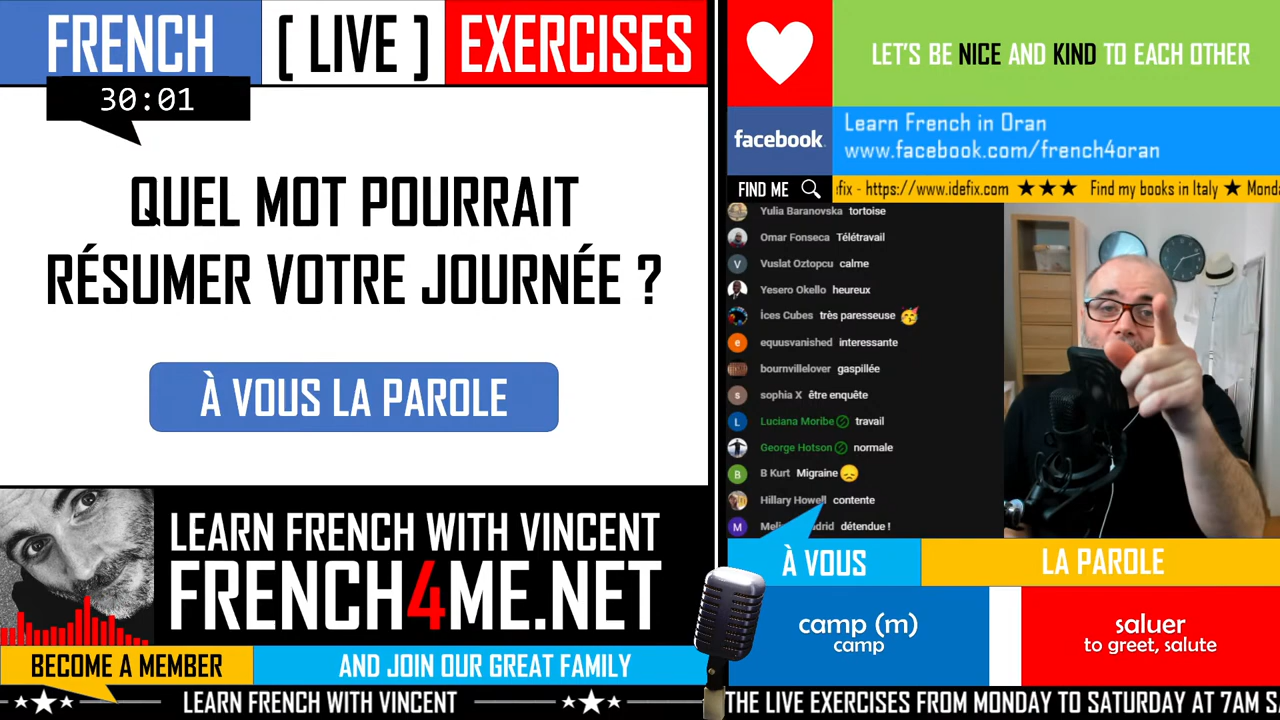 FRENCH [ LIVE ] EXERCISES
30:01
QUEL MOT POURRAIT
RÉSUMER VOTRE JOURNÉE ?
À VOUS LA PAROLE
LEARN FRENCH WITH VINCENT
FRENCH4ME.NET
BECOME A MEMBER
AND JOIN OUR GREAT FAMILY
LEARN FRENCH WITH VINCENT
LET'S BE NICE AND KIND TO EACH OTHER
facebook.
Learn French in Oran
www.facebook.com/french4oran
FIND ME
- https://www.idefix.com ★★★ Find my books in Italy ★
Yulia Baranovska tortoise
Omar Fonseca Télétravail
V Vuslat Oztopcu calme
Yesero Okello heureux
İces Cubes très paresseuse 🥳
e equusvanished interessante
bournvillelover gaspillée
s sophia X être enquête
L Luciana Moribe travail
George Hotson normale
B B Kurt Migraine 😞
Hillary Howell contente
M détendue !
À VOUS
LA PAROLE
camp (m)
camp
saluer
to greet, salute
THE LIVE EXERCISES FROM MONDAY TO SATURDAY AT 7AM